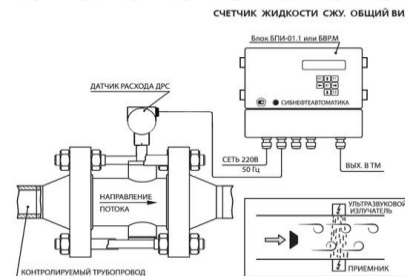 СЧЕТЧИК ЖИДКОСТИ СЖУ. ОБЩИЙ ВИ
Блок БПИ-01.1 или БВР.М
ДАТЧИК РАСХОДА ДРС
СИБНЕФТЕАВТОМАТИКА
СЕТЬ 220В
50 Гц
ВЫХ. В ТМ
НАПРАВЛЕНИЕ
ПОТОКА
УЛЬТРАЗВУКОВОЙ
ИЗЛУЧАТЕЛЬ
ПРИЕМНИК
КОНТРОЛИРУЕМЫЙ ТРУБОПРОВОД